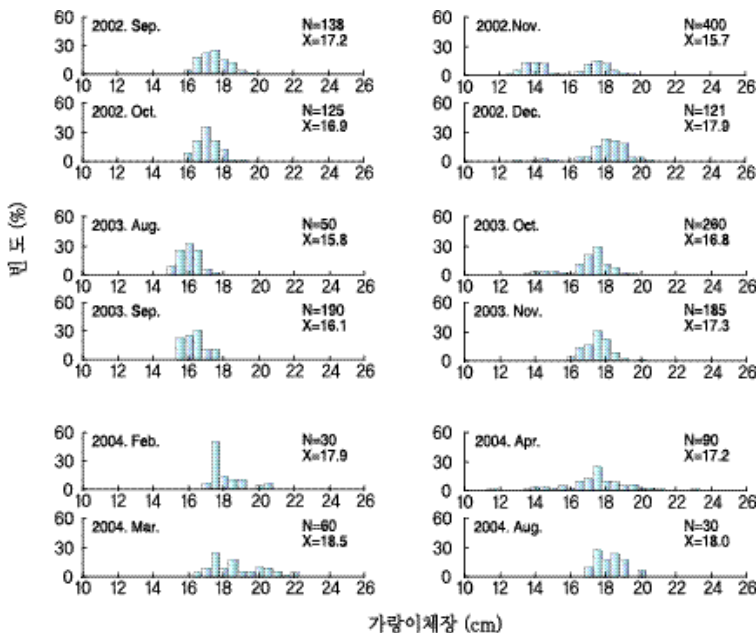 60
30
0
2002. Sep.
N=138
X=17.2
10 12 14 16 18 20 22 24 26
60
30
0
2002.Nov.
N=400
X=15.7
10 12 14 16 18 20 22 24 26
60
30
0
2002. Oct.
N=125
X=16.9
10 12 14 16 18 20 22 24 26
60
30
0
2002. Dec.
N=121
X=17.9
10 12 14 16 18 20 22 24 26
빈 도 (%)
60
30
0
2003. Aug.
N=50
X=15.8
10 12 14 16 18 20 22 24 26
60
30
0
2003. Oct.
N=260
X=16.8
10 12 14 16 18 20 22 24 26
60
30
0
2003. Sep.
N=190
X=16.1
10 12 14 16 18 20 22 24 26
60
30
0
2003. Nov.
N=185
X=17.3
10 12 14 16 18 20 22 24 26
60
30
0
2004. Feb.
N=30
X=17.9
10 12 14 16 18 20 22 24 26
60
30
0
2004. Apr.
N=90
X=17.2
10 12 14 16 18 20 22 24 26
60
30
0
2004. Mar.
N=60
X=18.5
10 12 14 16 18 20 22 24 26
60
30
0
2004. Aug.
N=30
X=18.0
10 12 14 16 18 20 22 24 26
가랑이체장 (cm)